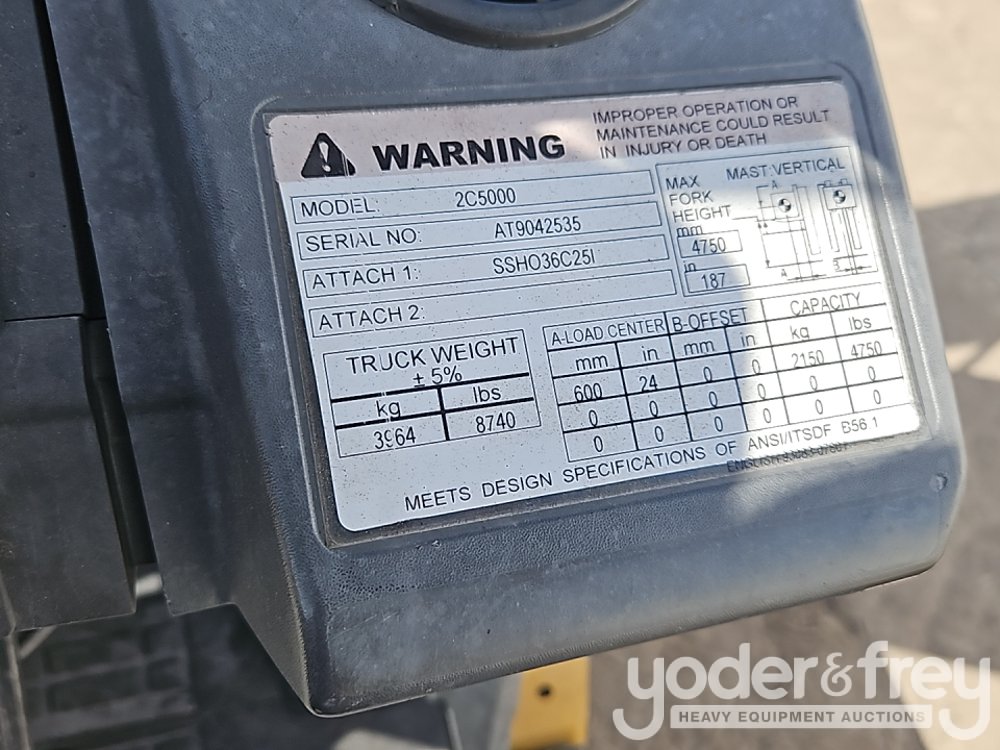 WARNING
IMPROPER OPERATION OR
MAINTENANCE COULD RESULT
IN INJURY OR DEATH
MODEL: 2C5000
SERIAL NO: AT9042535
ATTACH 1: SSHO36C25I
ATTACH 2:
MAX
FORK
HEIGHT
mm
4750
in
187
MAST VERTICAL
A
A
B
TRUCK WEIGHT
± 5%
kg lbs
3964 8740
A-LOAD CENTER B-OFFSET CAPACITY
mm in mm in kg lbs
600 24 0 0 2150 4750
0 0 0 0 0 0
0 0 0 0 0 0
MEETS DESIGN SPECIFICATIONS OF ANSI/ITSDF B56.1
ENGLISH
yoder&frey
HEAVY EQUIPMENT AUCTIONS